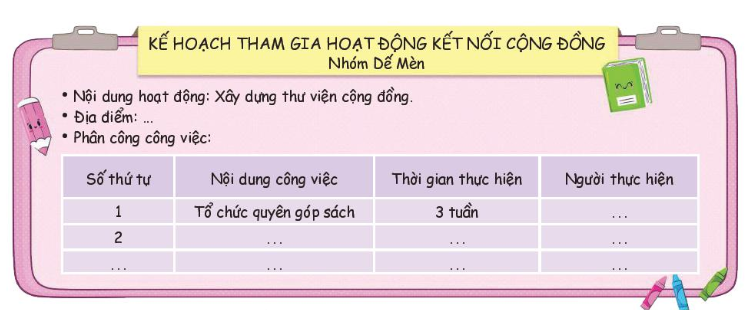 KẾ HOẠCH THAM GIA HOẠT ĐỘNG KẾT NỐI CỘNG ĐỒNG
Nhóm Dế Mèn
• Nội dung hoạt động: Xây dựng thư viện cộng đồng.
• Địa điểm: ...
• Phân công công việc:
Số thứ tự Nội dung công việc Thời gian thực hiện Người thực hiện
1 Tổ chức quyên góp sách 3 tuần ...
2 ... ... ...
... ... ... ...